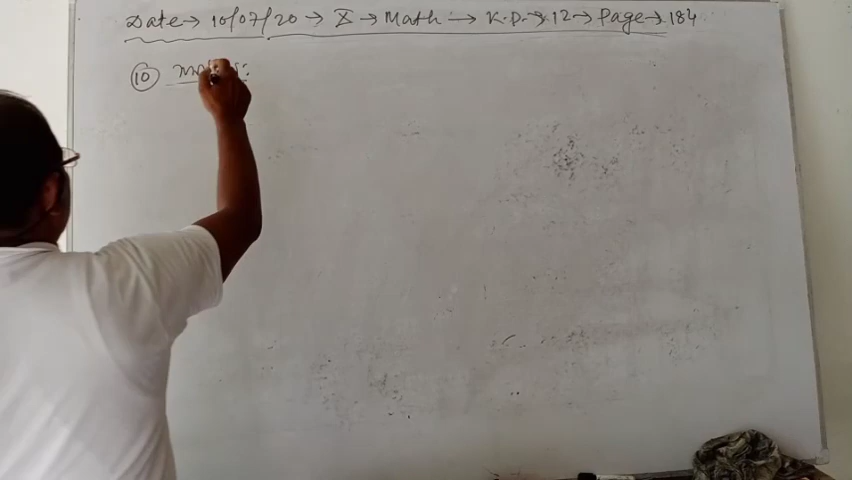 Date → 10/07/20 → X → Math → K.D. → 12 → Page → 184
(10)